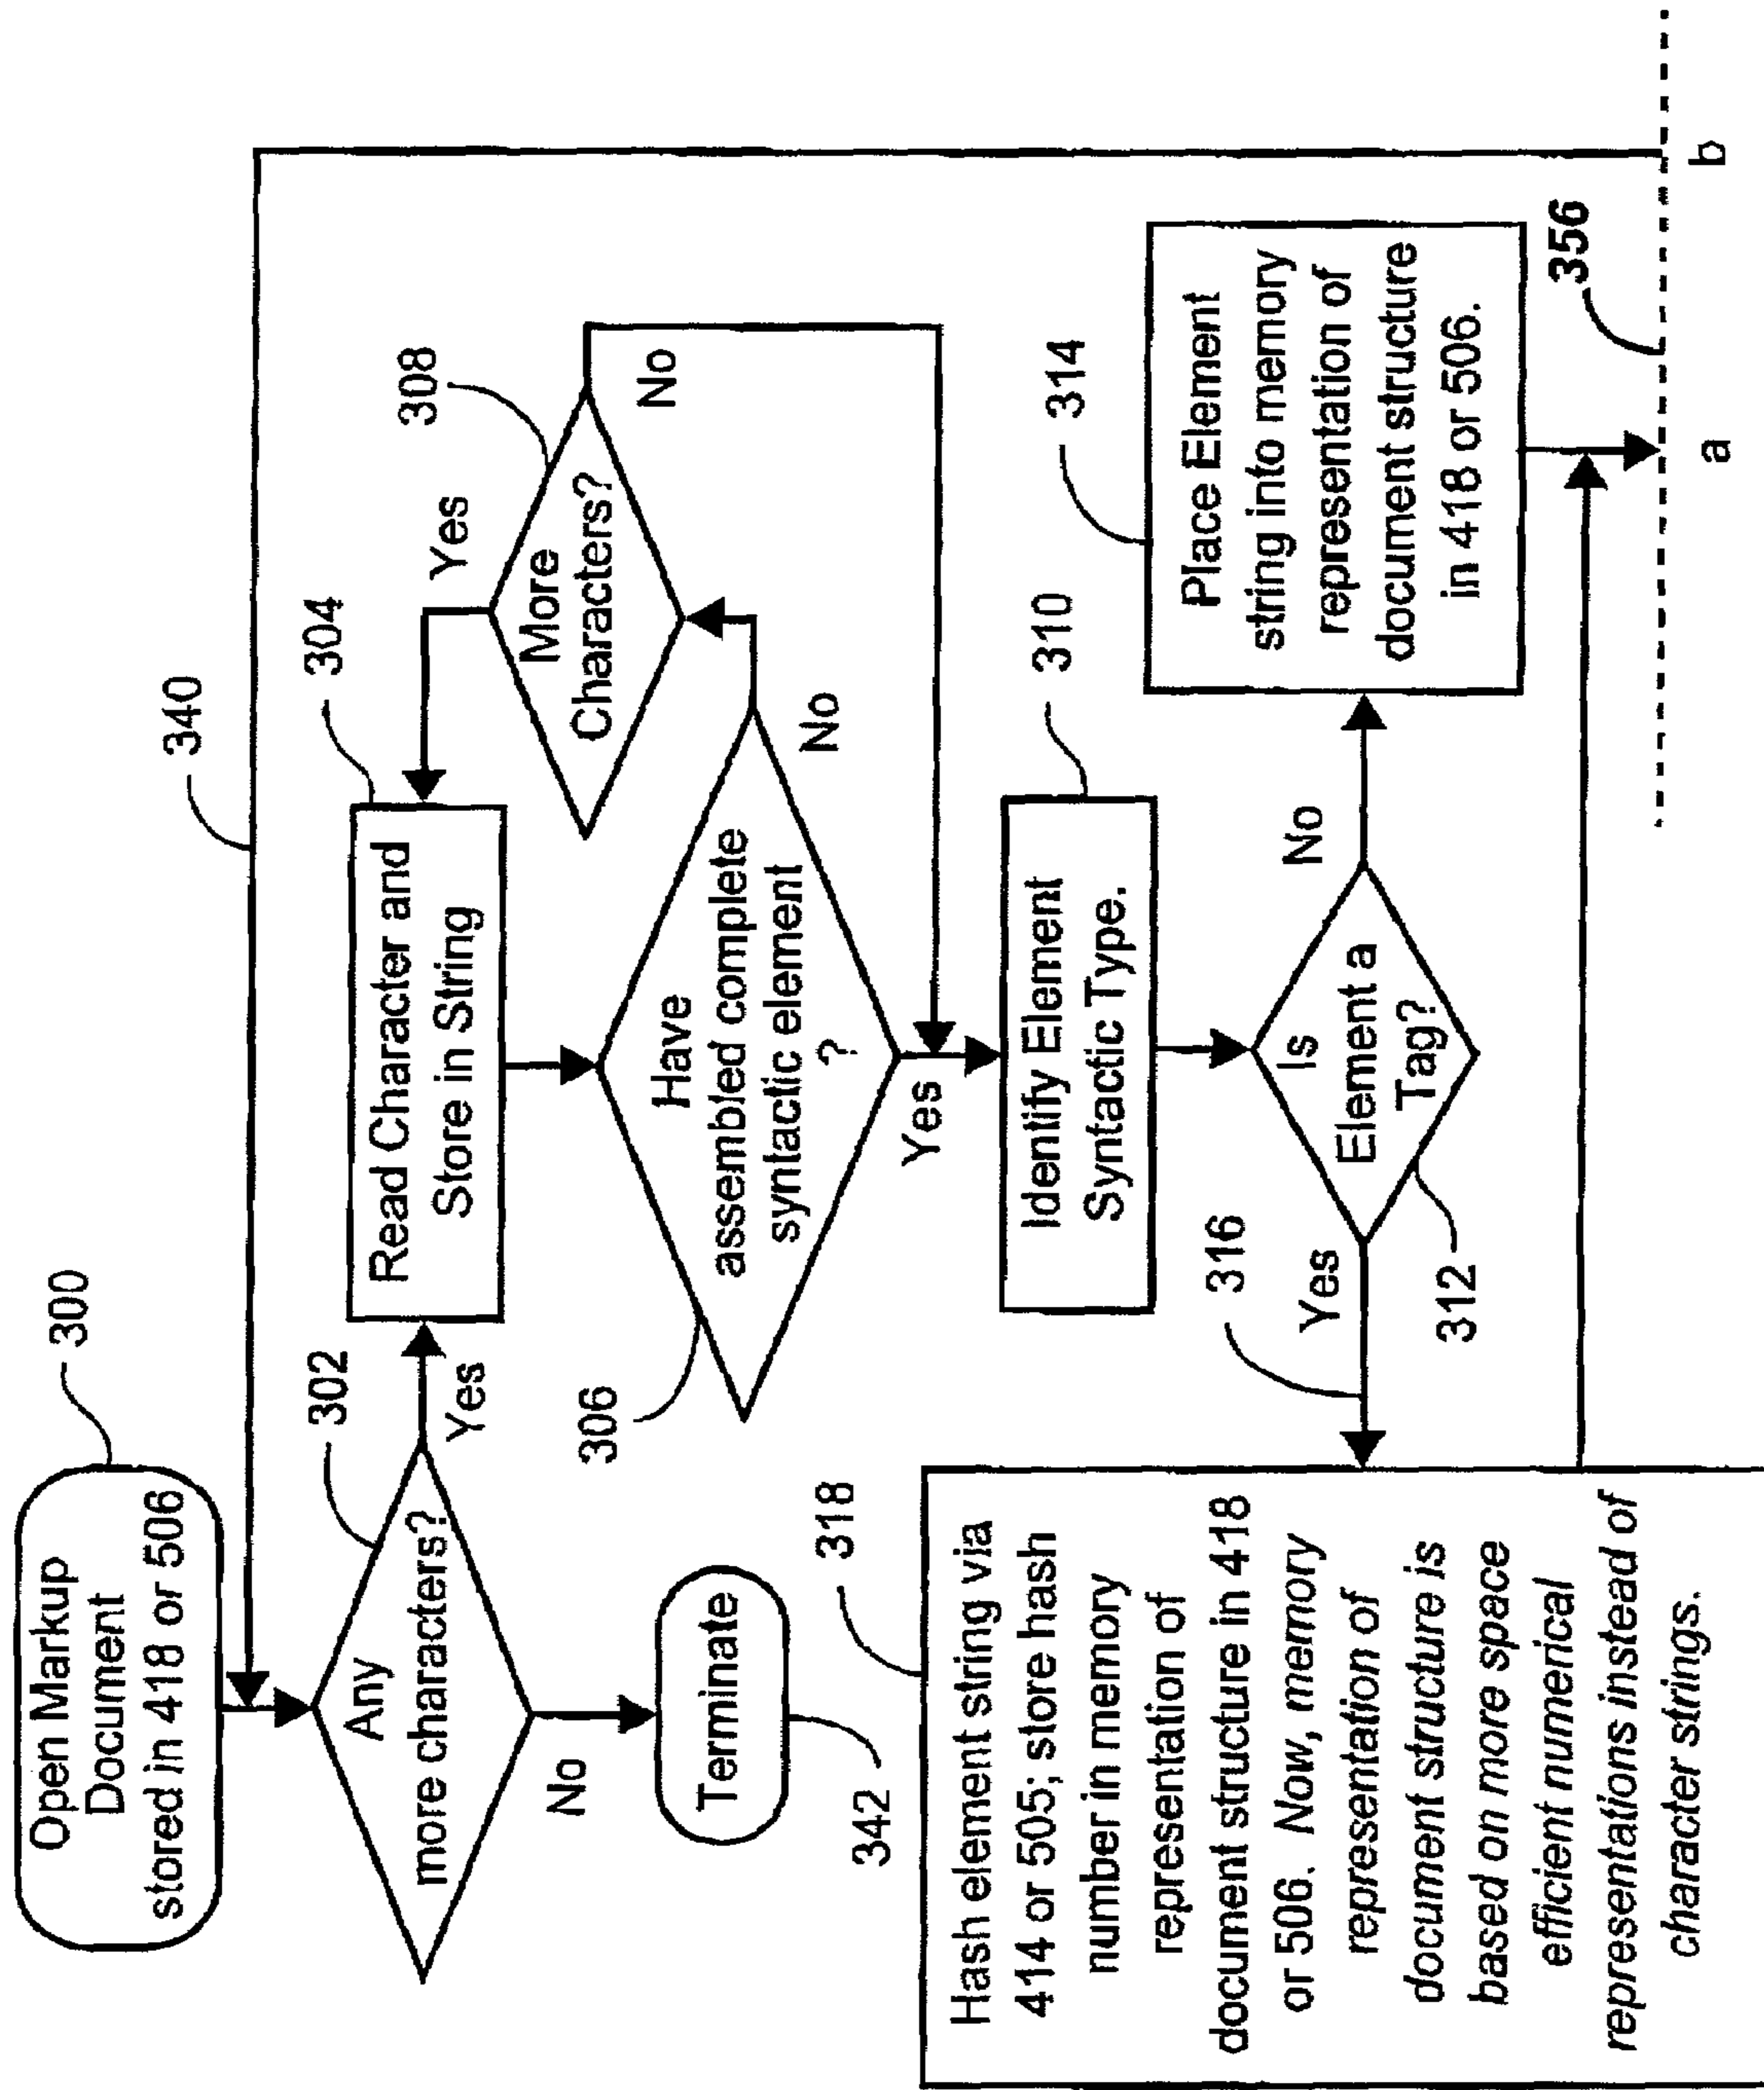 Open Markup
Document
stored in 418 or 506
300
340
Any
more characters?
302
Yes
No
Terminate
342
Read Character and
Store in String
304
More
Characters?
308
Yes
No
Have
assembled complete
syntactic element
?
306
No
Yes
Identify Element
Syntactic Type.
310
Is
Element a
Tag?
312
Yes
316
No
Place Element
string into memory
representation of
document structure
in 418 or 506.
314
318
Hash element string via
414 or 505; store hash
number in memory
representation of
document structure in 418
or 506. Now, memory
representation of
document structure is
based on more space
efficient numerical
representations instead of
character strings.
356
a
b